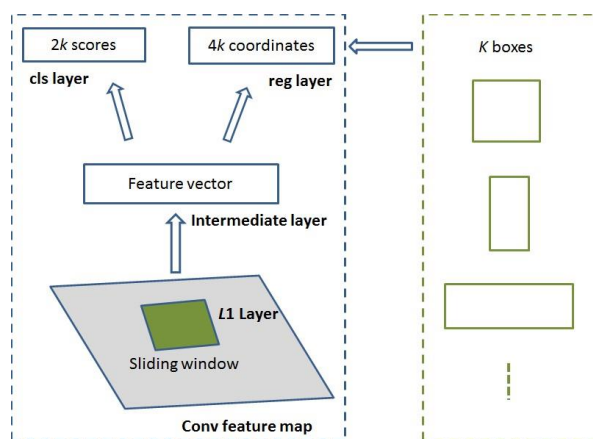 2k scores
4k coordinates
K boxes
cls layer
reg layer
Feature vector
Intermediate layer
L1 Layer
Sliding window
Conv feature map